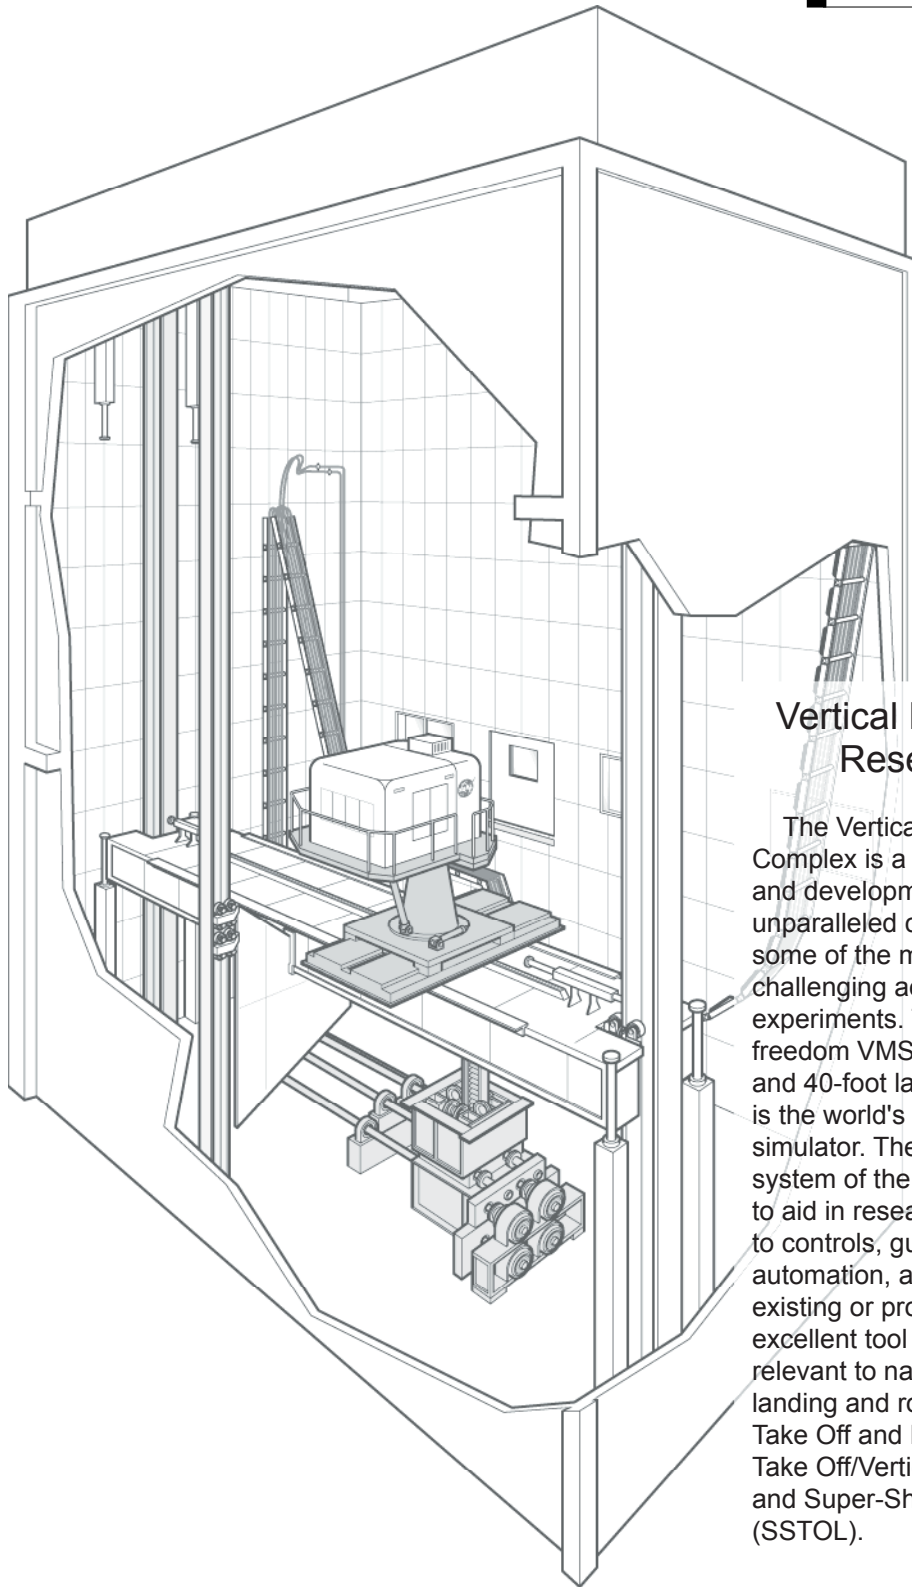 Vertical
Rese
The Vertica
Complex is a
and developm
unparalleled
some of the m
challenging
experiments.
freedom VMS
and 40-foot la
is the world's
simulator. The
system of the
to aid in resea
to controls, gu
automation, a
existing or pro
excellent tool
relevant to na
landing and ro
Take Off and
Take Off/Verti
and Super-Sh
(SSTOL).